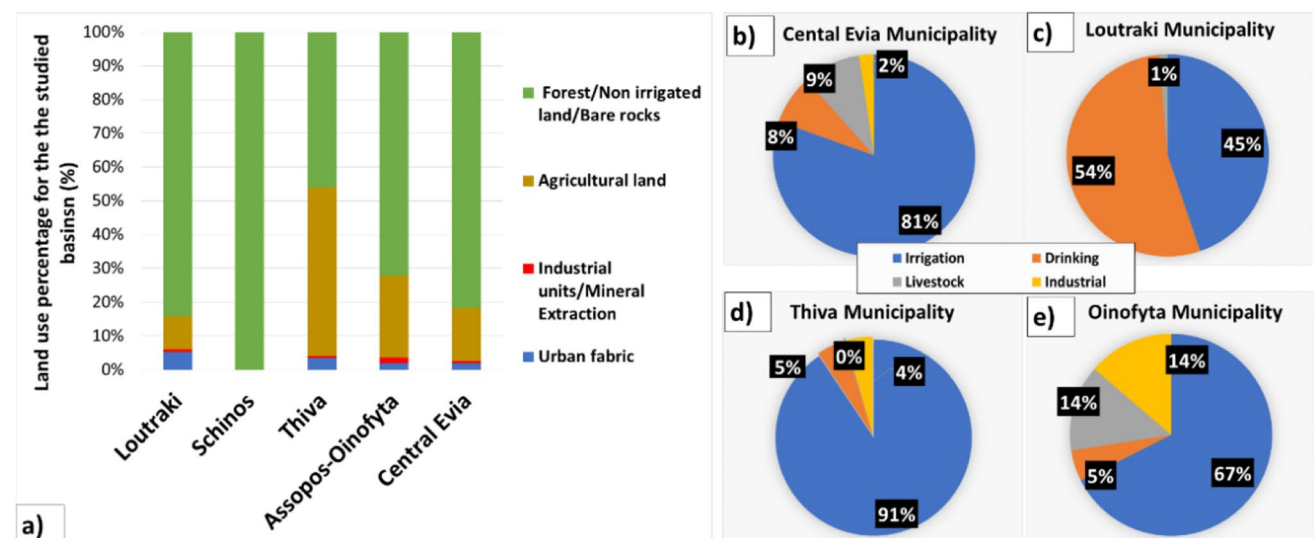 100%
90%
80%
70%
60%
50%
40%
30%
20%
10%
0%
Land use percentage for the the studied
basinsn (%)
Loutraki
Schinos
Thiva
Assopos-Oinofyta
Central Evia
Forest/Non irrigated
land/Bare rocks
Agricultural land
Industrial
units/Mineral
Extraction
Urban fabric
a)
b)
Cental Evia Municipality
2%
9%
8%
81%
c)
Loutraki Municipality
1%
45%
54%
Irrigation
Drinking
Livestock
Industrial
d)
Thiva Municipality
5%
0%
4%
91%
e)
Oinofyta Municipality
14%
14%
5%
67%